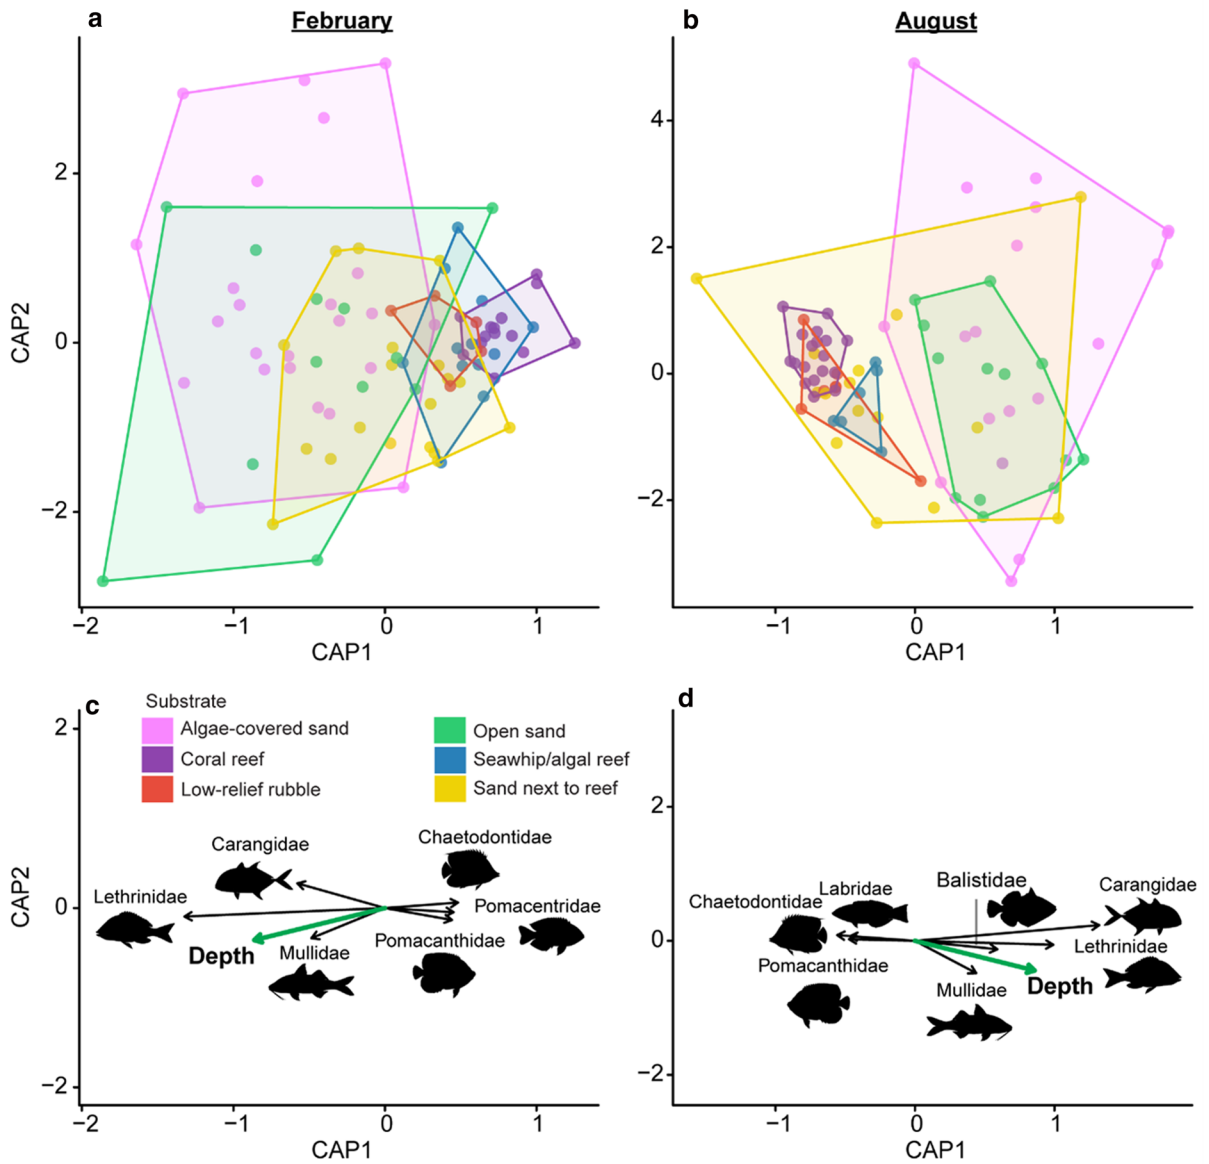 a
February
CAP2
2
0
−2
−2
−1
0
1
CAP1
b
August
4
2
0
−2
−1
0
1
CAP1
c
Substrate
Algae-covered sand
Open sand
Coral reef
Seawhip/algal reef
Low-relief rubble
Sand next to reef
CAP2
2
0
−2
Carangidae
Chaetodontidae
Lethrinidae
Pomacentridae
Depth
Mullidae
Pomacanthidae
−2
−1
0
1
CAP1
d
2
0
−2
Balistidae
Carangidae
Labridae
Chaetodontidae
Lethrinidae
Pomacanthidae
Depth
Mullidae
−1
0
1
CAP1